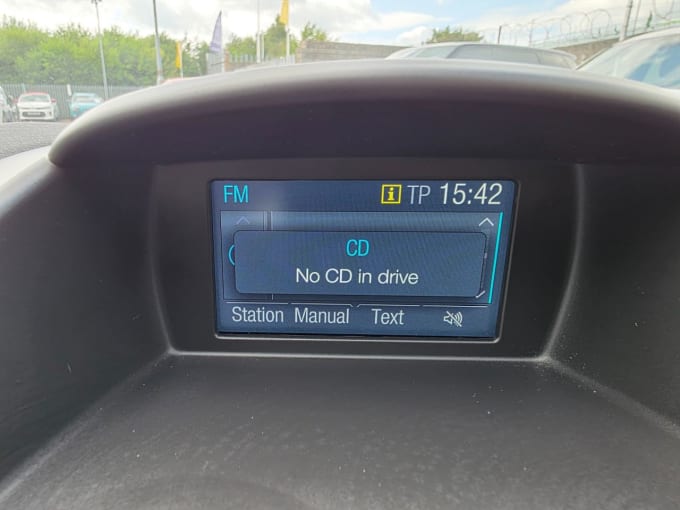 FM i TP 15:42
CD
No CD in drive
Station Manual Text